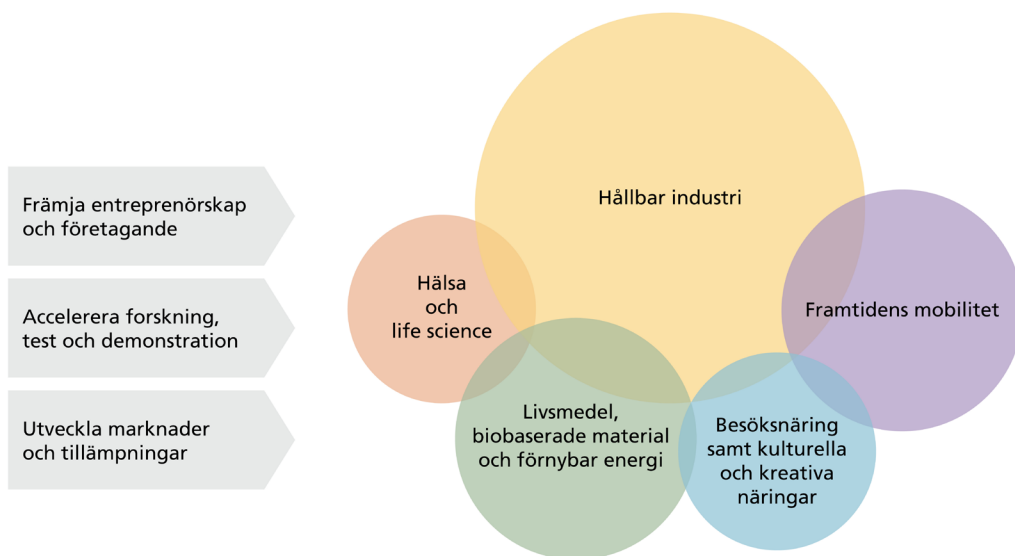 Främja entreprenörskap
och företagande
Accelerera forskning,
test och demonstration
Utveckla marknader
och tillämpningar
Hållbar industri
Hälsa
och
life science
Framtidens mobilitet
Livsmedel,
biobaserade material
och förnybar energi
Besöksnäring
samt kulturella
och kreativa
näringar